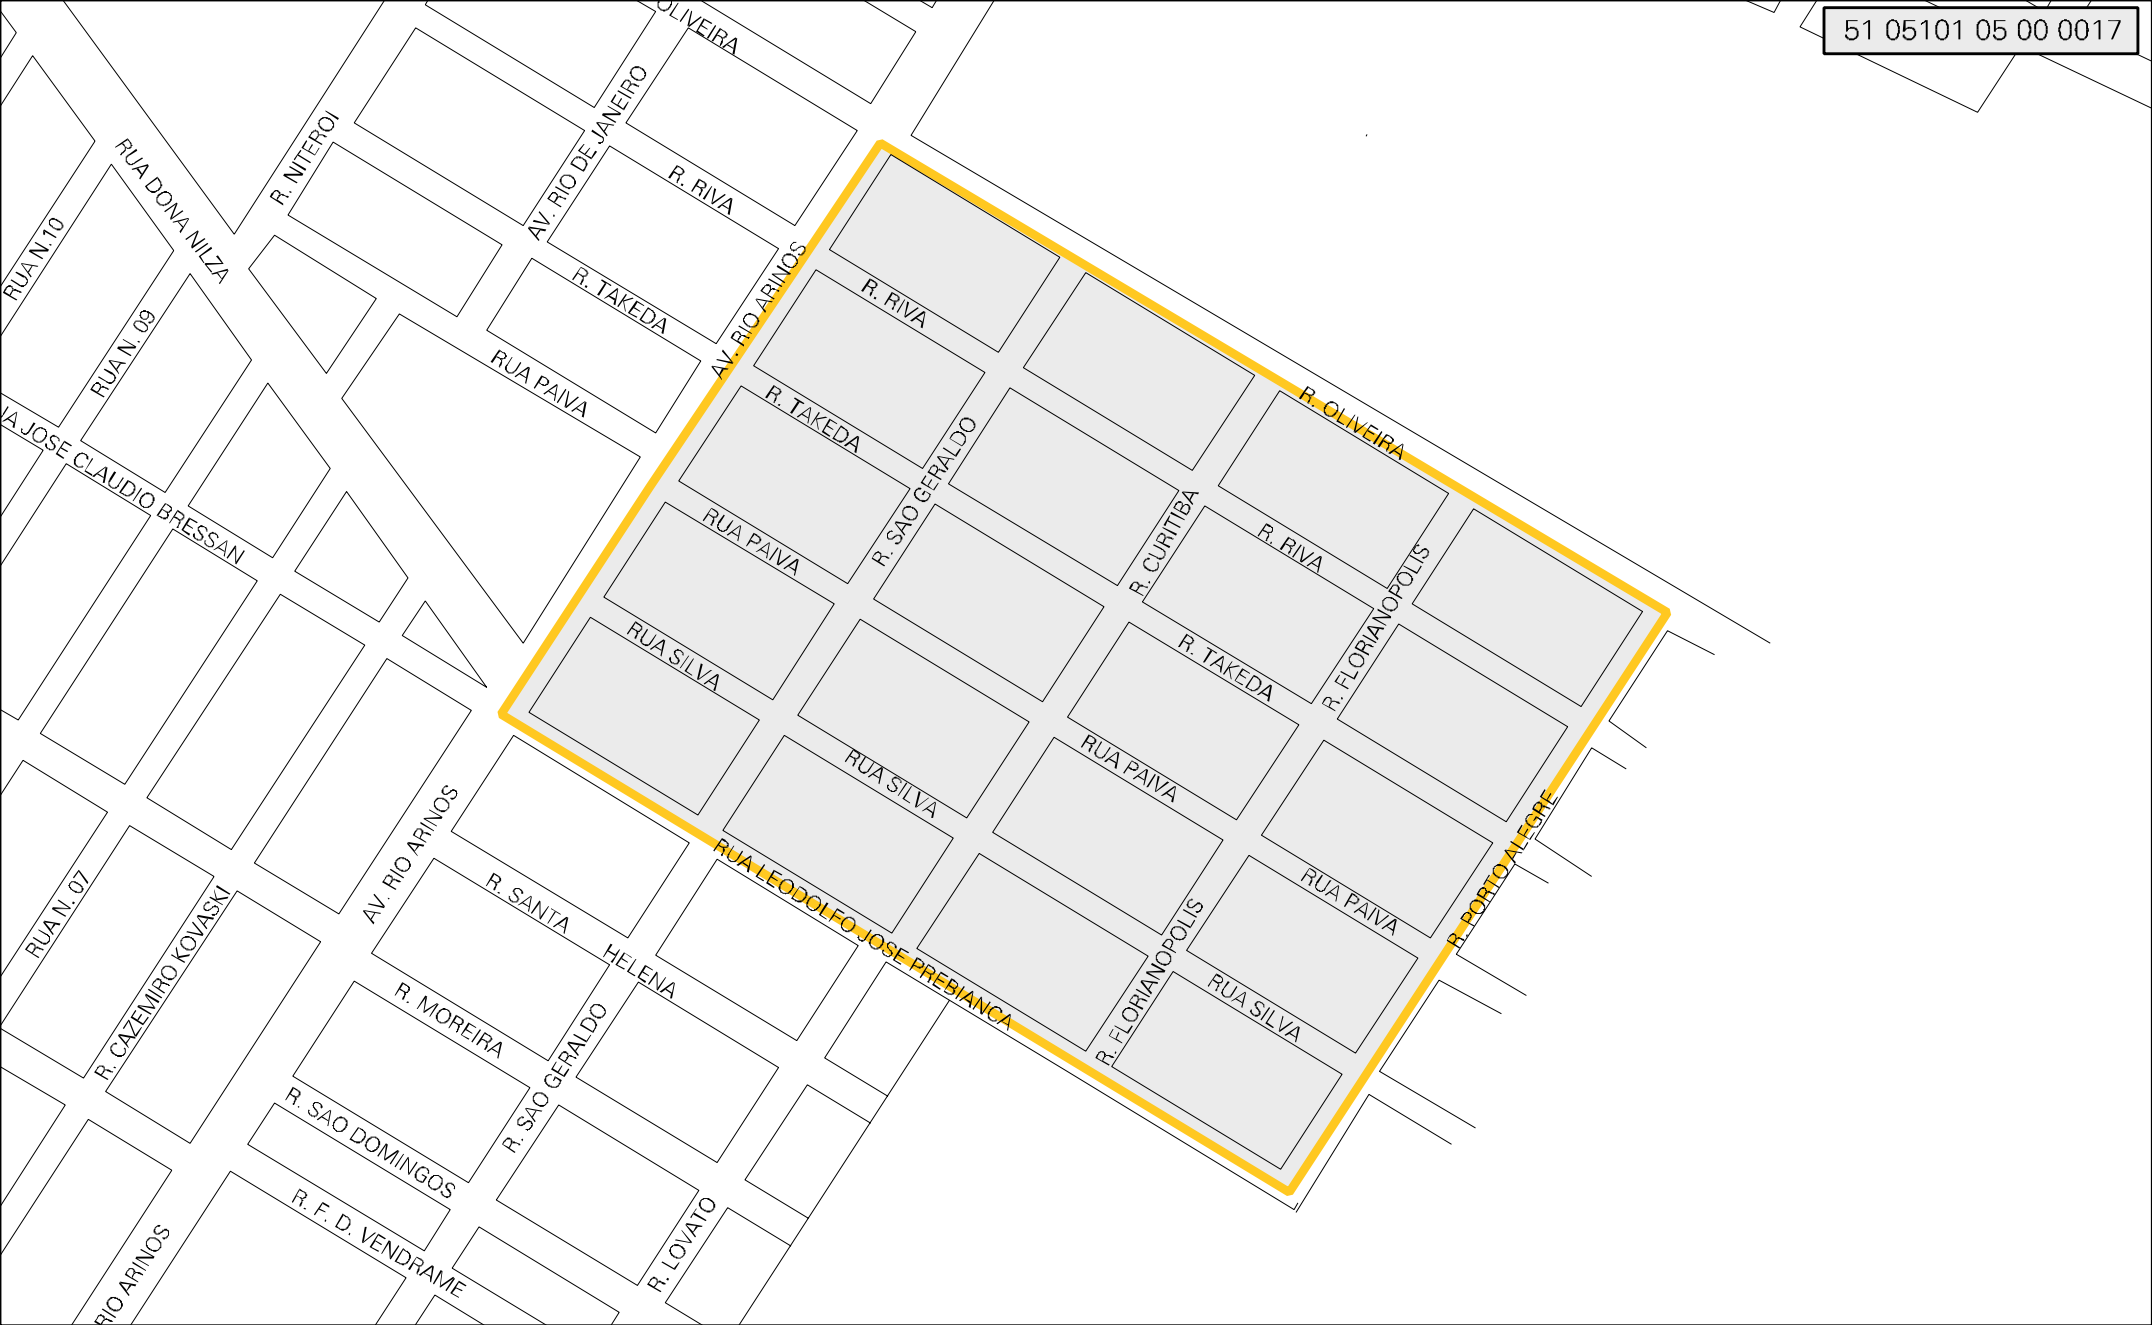 51 05101 05 00 0017
OLIVEIRA
R. NITEROI
AV. RIO DE JANEIRO
RUA DONA NILZA
R. RIVA
RUA N.10
R. TAKEDA
AV. RIO ARINOS
R. RIVA
RUA N. 09
RUA PAIVA
R. TAKEDA
R. OLIVEIRA
R. SAO GERALDO
UA JOSE CLAUDIO BRESSAN
RUA PAIVA
R. CURITIBA
R. RIVA
R. FLORIANOPOLIS
RUA SILVA
R. TAKEDA
RUA SILVA
RUA PAIVA
AV. RIO ARINOS
R. PORTO ALEGRE
RUA LEODOLFO JOSE PREBIANCA
RUA PAIVA
RUA N. 07
R. CAZEMIRO KOVASKI
R. SANTA HELENA
R. FLORIANOPOLIS
RUA SILVA
R. MOREIRA
R. SAO GERALDO
R. SAO DOMINGOS
R. F. D. VENDRAME
R. LOVATO
RIO ARINOS